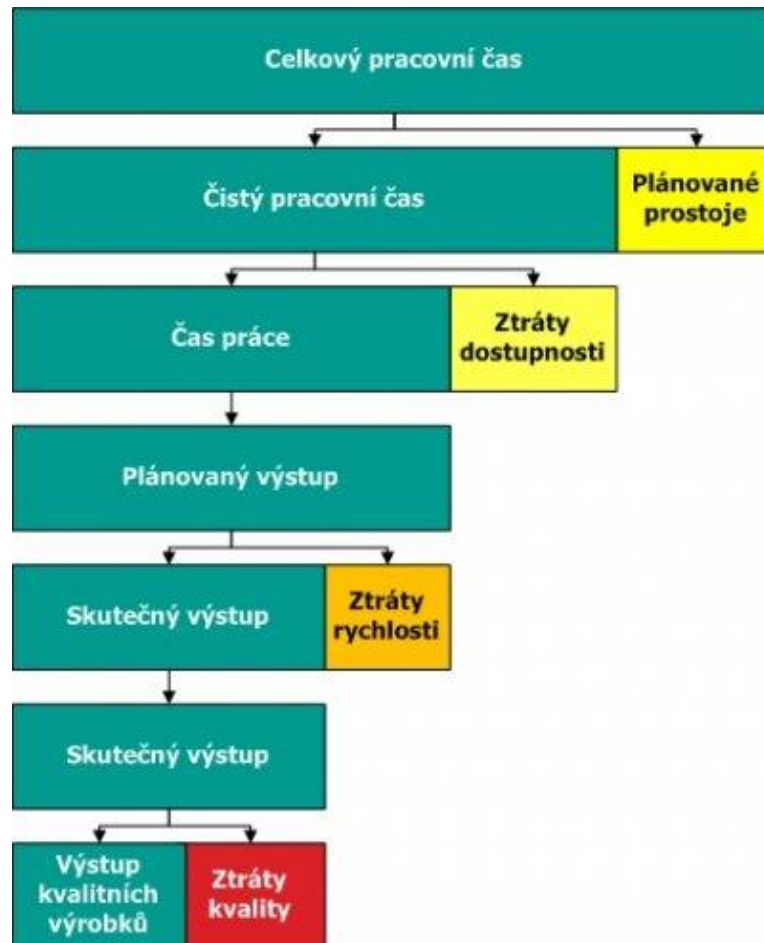 Celkový pracovní čas
Čistý pracovní čas
Plánované
prostoje
Čas práce
Ztráty
dostupnosti
Plánovaný výstup
Skutečný výstup
Ztráty
rychlosti
Skutečný výstup
Výstup
kvalitních
výrobků
Ztráty
kvality